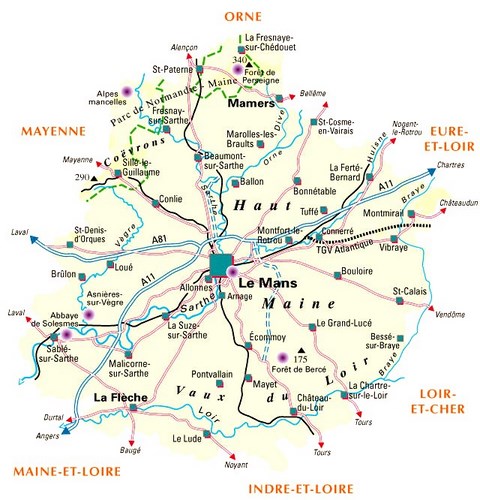 ORNE
Alençon
La Fresnaye-
sur-Chédouet
St-Paterne
340
Forêt de
Perseigne
Alpes
mancelles
Parc de Normandie
Maine
Mamers
Bellême
Fresnay-
sur-Sarthe
Dive
St-Cosme-
en-Vairais
MAYENNE
Coëvrons
Marolles-les-
Braults
Huisne
Nogent-
le-Rotrou
EURE-
ET-LOIR
Mayenne
Sillé-le-
Guillaume
Beaumont-
sur-Sarthe
Orne
La Ferté-
Bernard
Chartres
290
Sarthe
Ballon
Bonnétable
A11
Braye
Conlie
Haut
Tuffé
Montmirail
Châteaudun
Laval
St-Denis-
d'Orques
Vègre
A81
Montfort-le-
Rotrou
Connerré
TGV Atlantique
Vibraye
Loué
Brûlon
A11
Le Mans
Bouloire
Allonnes
Asnières-
sur-Vègre
Sarthe
Arnage
Maine
St-Calais
Laval
Abbaye
de Solesmes
La Suze-
sur-Sarthe
Le Grand-Lucé
Vendôme
Sablé-
sur-Sarthe
Écommoy
Bessé-
sur-Braye
Malicorne-
sur-Sarthe
175
Forêt de Bercé
Braye
Pontvallain
Mayet
Loir
La Chartre-
sur-le-Loir
La Flèche
Vaux
du
Château-
du-Loir
LOIR-
ET-CHER
Durtal
Loir
Angers
Le Lude
Tours
Baugé
Noyant
Tours
MAINE-ET-LOIRE
INDRE-ET-LOIRE